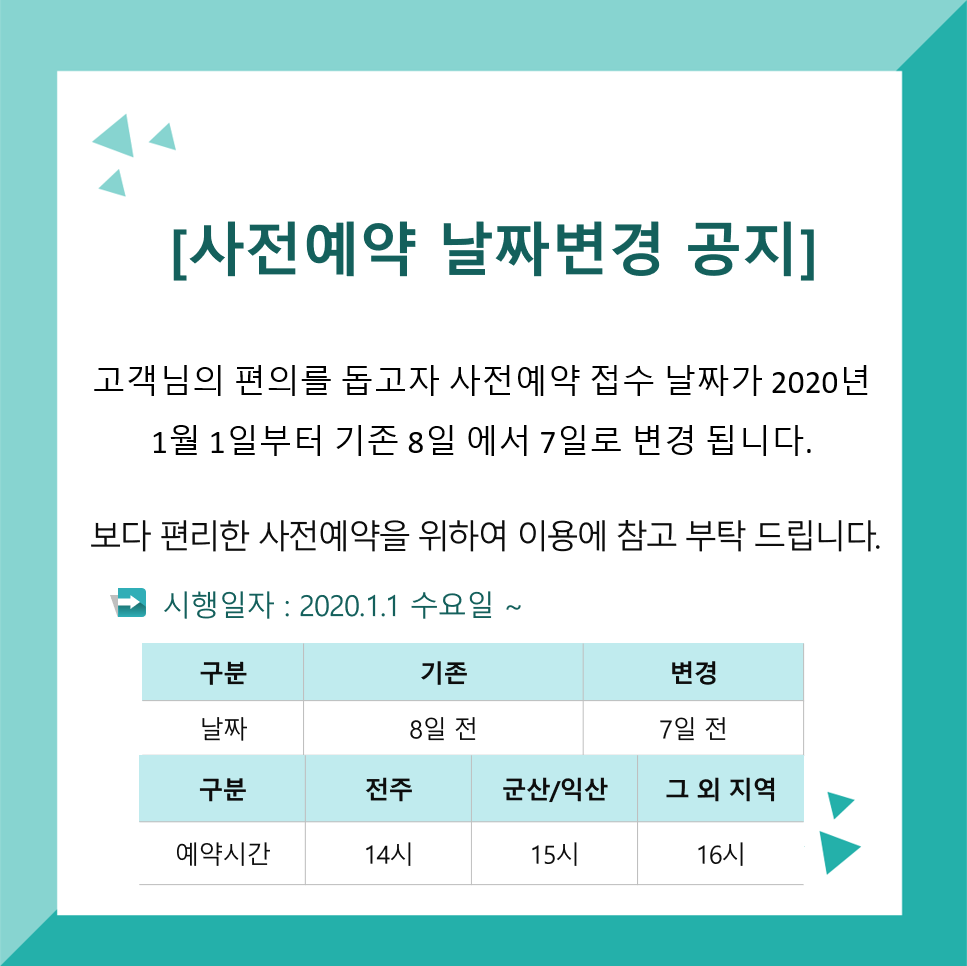 [사전예약 날짜변경 공지]
고객님의 편의를 돕고자 사전예약 접수 날짜가 2020년
1월 1일부터 기존 8일 에서 7일로 변경 됩니다.
보다 편리한 사전예약을 위하여 이용에 참고 부탁 드립니다.
시행일자 : 2020.1.1 수요일 ~
구분 기존 변경
날짜 8일 전 7일 전
구분 전주 군산/익산 그 외 지역
예약시간 14시 15시 16시